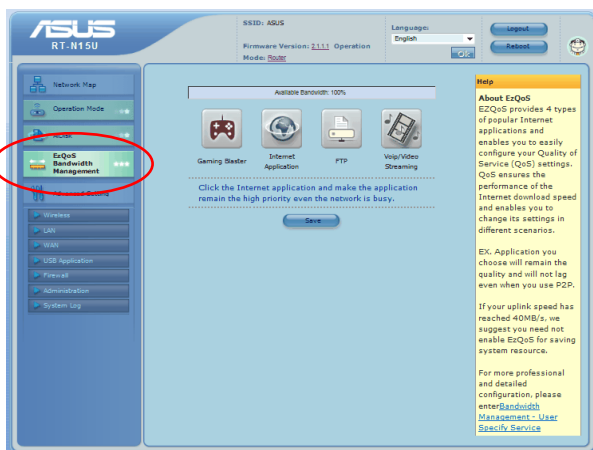 ASUS
RT-N15U
SSID: ASUS
Firmware Version: 2.1.1.1 Operation
Mode: Router
Language:
English
OK
Logout
Reboot
Network Map
Operation Mode
AiDisk
EzQoS
Bandwidth
Management
Advanced Setting
Wireless
LAN
WAN
USB Application
Firewall
Administration
System Log
Available Bandwidth: 100%
Gaming Blaster
Internet
Application
FTP
Voip/Video
Streaming
Click the Internet application and make the application
remain the high priority even the network is
busy.
Save
Help
About EzQoS
EZQoS provides 4 types
of popular Internet
applications and
enables you to easily
configure your Quality of
Service (QoS) settings.
QoS ensures the
performance of the
Internet download speed
and enables you to
change its settings in
different scenarios.
EX. Application you
choose will remain the
quality and will not lag
even when you use P2P.
If your uplink speed has
reached 40MB/s, we
suggest you need not
enable EzQoS for saving
system resource.
For more professional
and detailed
configuration, please
enterBandwidth
Management - User
Specify Service